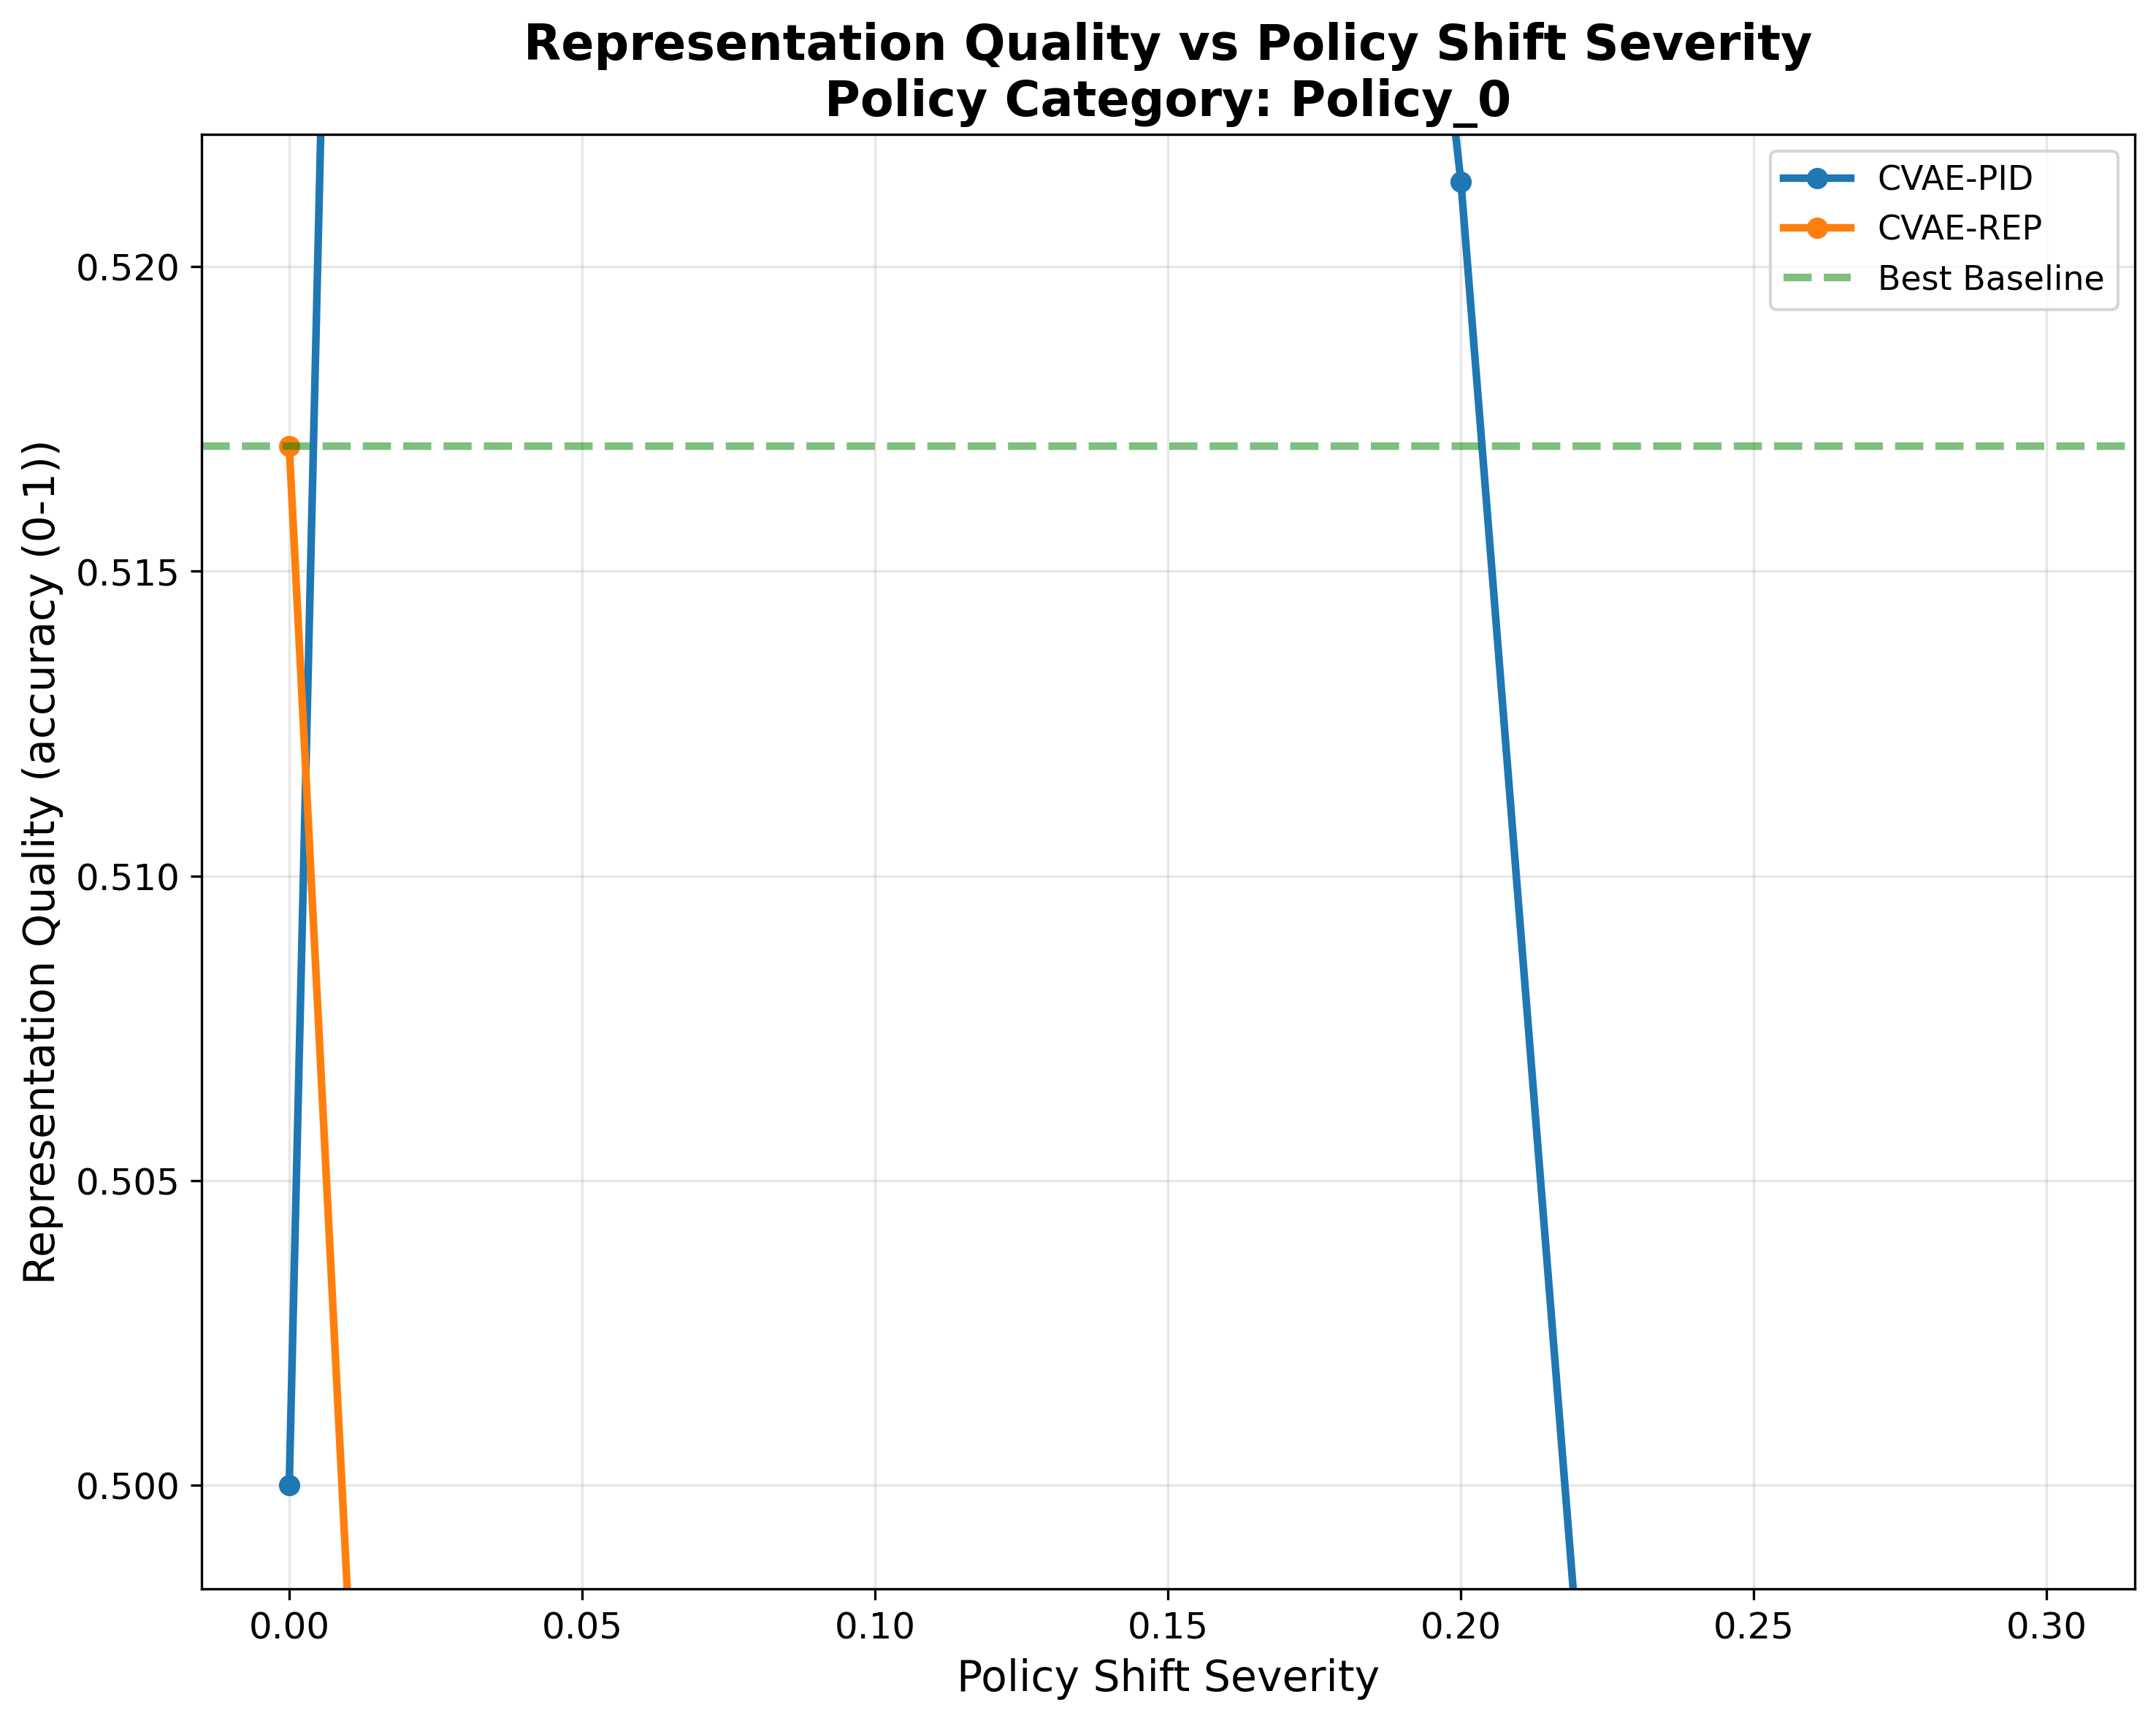 Representation Quality vs Policy Shift Severity
Policy Category: Policy_0
CVAE-PID
CVAE-REP
Best Baseline
Representation Quality (accuracy (0-1))
0.520
0.515
0.510
0.505
0.500
0.00 0.05 0.10 0.15 0.20 0.25 0.30
Policy Shift Severity